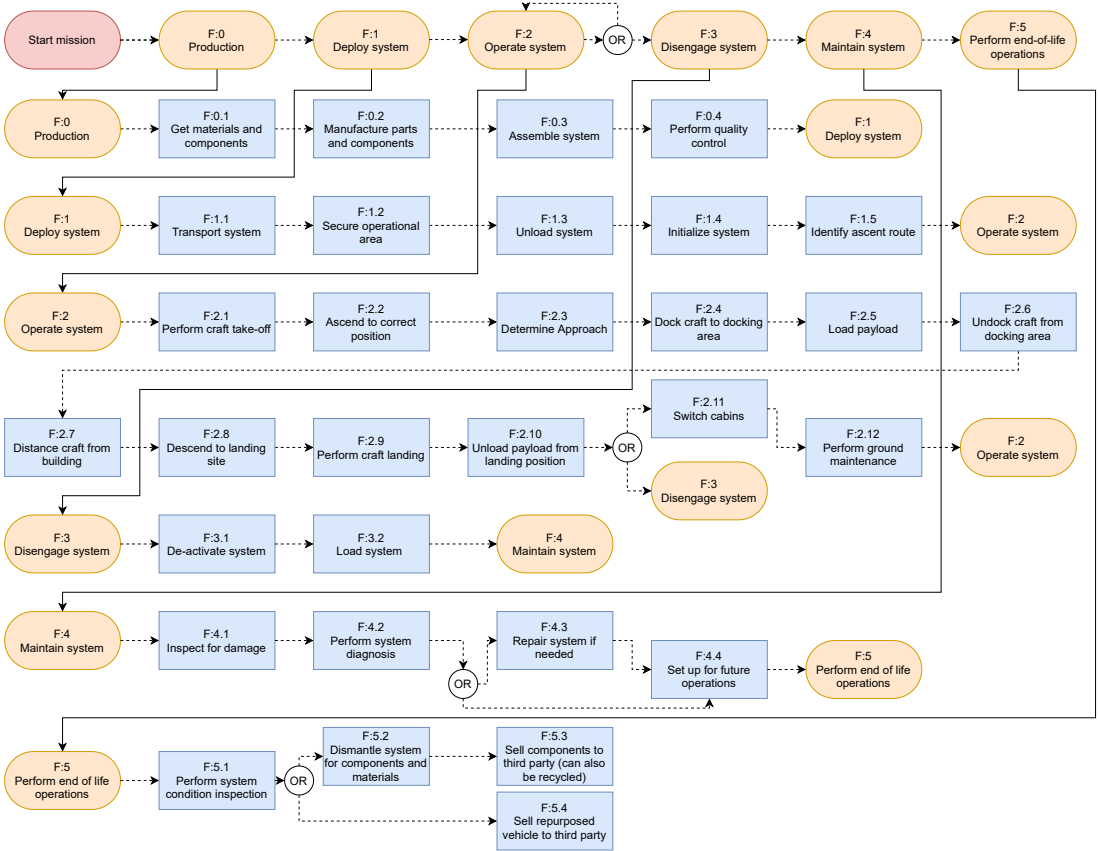 Start mission
F:0
Production
F:1
Deploy system
F:2
Operate system
OR
F:3
Disengage system
F:4
Maintain system
F:5
Perform end-of-life
operations
F:0
Production
F:0.1
Get materials and
components
F:0.2
Manufacture parts
and components
F:0.3
Assemble system
F:0.4
Perform quality
control
F:1
Deploy system
F:1
Deploy system
F:1.1
Transport system
F:1.2
Secure operational
area
F:1.3
Unload system
F:1.4
Initialize system
F:1.5
Identify ascent route
F:2
Operate system
F:2
Operate system
F:2.1
Perform craft take-off
F:2.2
Ascend to correct
position
F:2.3
Determine Approach
F:2.4
Dock craft to docking
area
F:2.5
Load payload
F:2.6
Undock craft from
docking area
F:2.7
Distance craft from
building
F:2.8
Descend to landing
site
F:2.9
Perform craft landing
F:2.10
Unload payload from
landing position
OR
F:2.11
Switch cabins
F:2.12
Perform ground
maintenance
F:2
Operate system
F:3
Disengage system
F:3
Disengage system
F:3.1
De-activate system
F:3.2
Load system
F:4
Maintain system
F:4
Maintain system
F:4.1
Inspect for damage
F:4.2
Perform system
diagnosis
OR
F:4.3
Repair system if
needed
F:4.4
Set up for future
operations
F:5
Perform end of life
operations
F:5
Perform end of life
operations
F:5.1
Perform system
condition inspection
OR
F:5.2
Dismantle system
for components and
materials
F:5.3
Sell components to
third party (can also
be recycled)
F:5.4
Sell repurposed
vehicle to third party